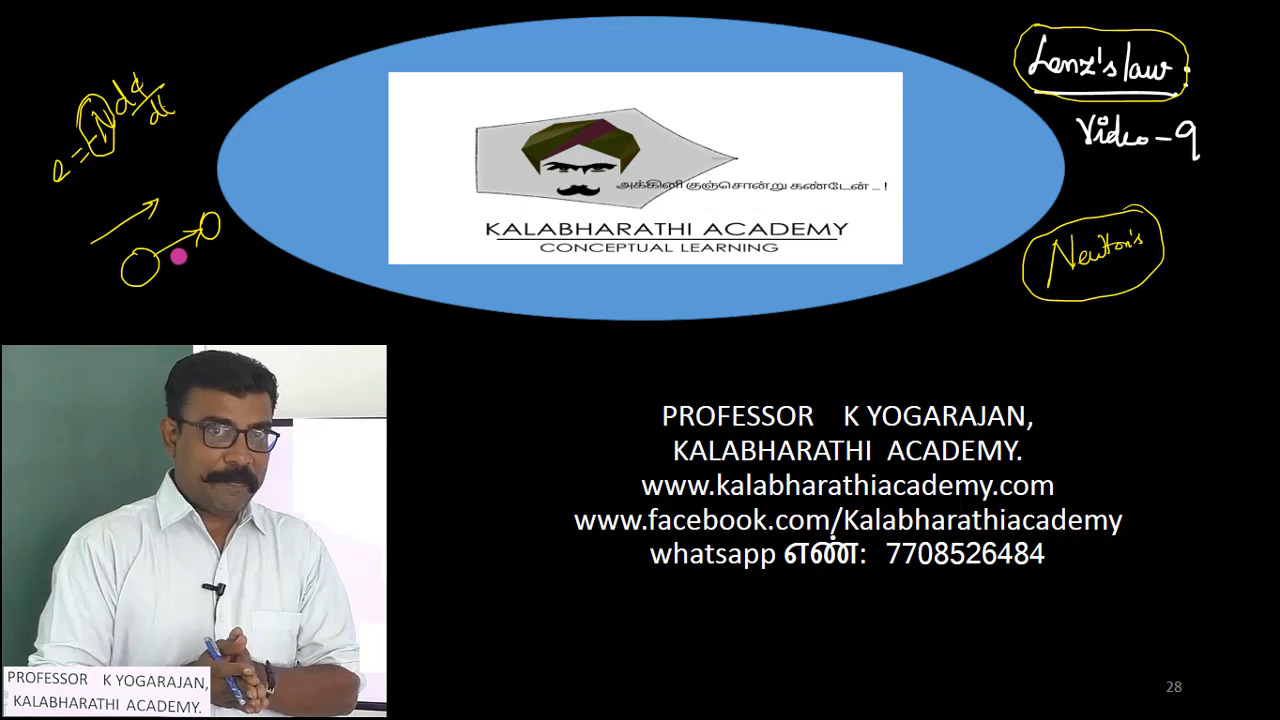 e = -N dφ/dt
Lenz's law
Video - 9
அக்கினி குஞ்சொன்று கண்டேன் ... !
KALABHARATHI ACADEMY
CONCEPTUAL LEARNING
Newton's
PROFESSOR K YOGARAJAN,
KALABHARATHI ACADEMY.
www.kalabharathiacademy.com
www.facebook.com/Kalabharathiacademy
whatsapp எண்: 7708526484
PROFESSOR K YOGARAJAN,
KALABHARATHI ACADEMY.
28